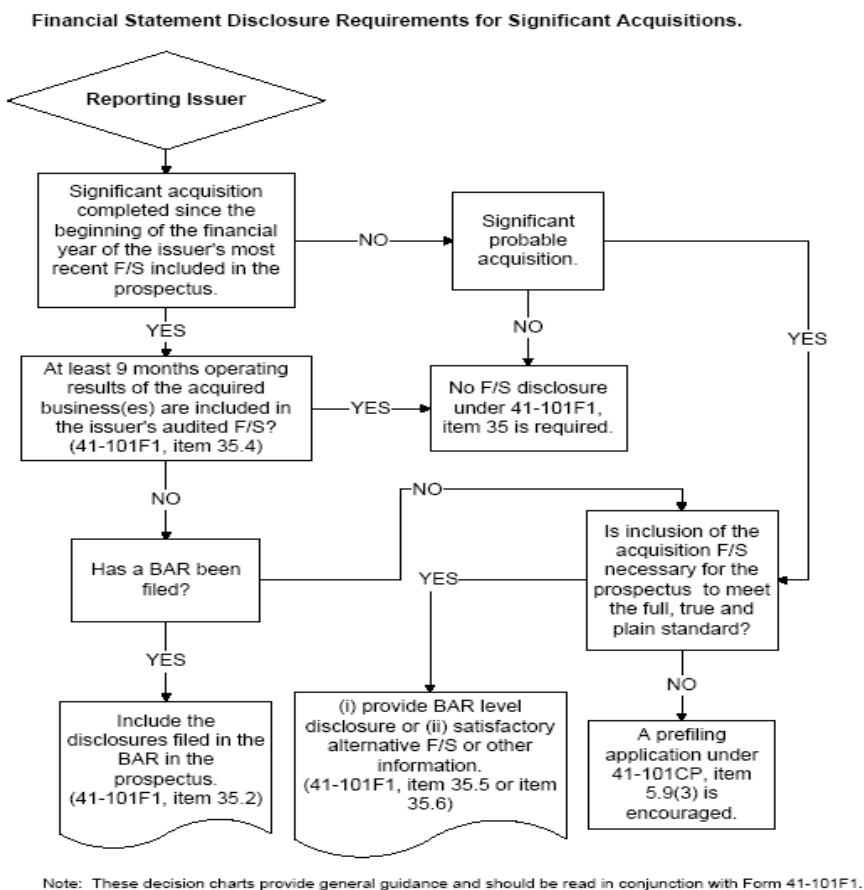 Financial Statement Disclosure Requirements for Significant Acquisitions.
Reporting Issuer
Significant acquisition
completed since the
beginning of the financial
year of the issuer's most
recent F/S included in the
prospectus.
NO
Significant
probable
acquisition.
YES
NO
YES
At least 9 months operating
results of the acquired
business(es) are included in
the issuer's audited F/S?
(41-101F1, item 35.4)
YES
No F/S disclosure
under 41-101F1,
item 35 is required.
NO
NO
Has a BAR been
filed?
YES
Is inclusion of the
acquisition F/S
necessary for the
prospectus to meet
the full, true and
plain standard?
YES
NO
Include the
disclosures filed in the
BAR in the
prospectus.
(41-101F1, item 35.2)
(i) provide BAR level
disclosure or (ii) satisfactory
alternative F/S or other
information.
(41-101F1, item 35.5 or item
35.6)
A prefiling
application under
41-101CP, item
5.9(3) is
encouraged.
Note: These decision charts provide general guidance and should be read in conjunction with Form 41-101F1.